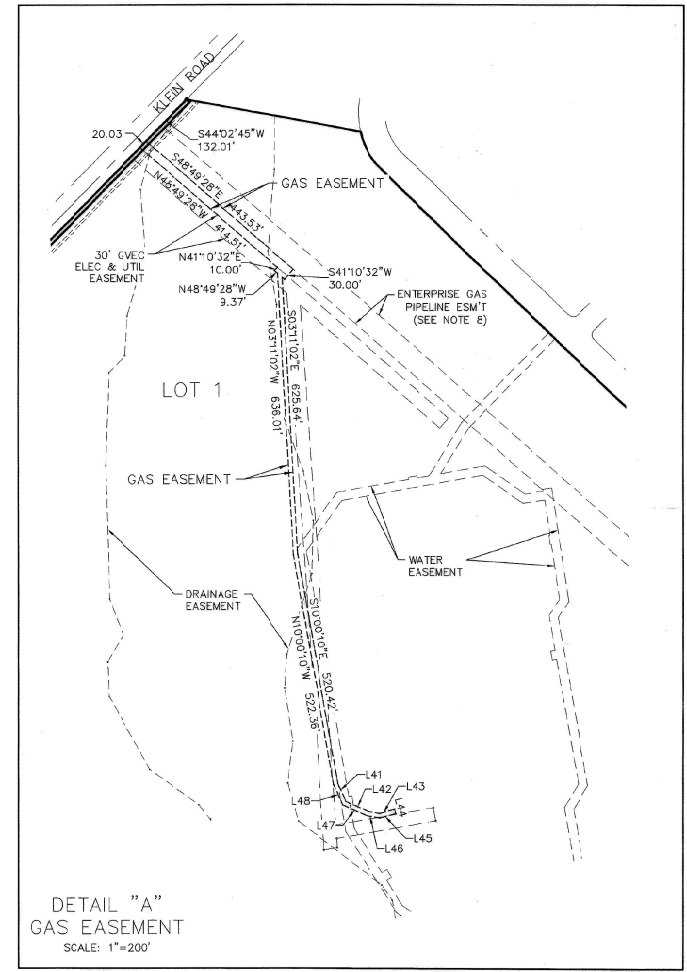 KLEIN ROAD
20.03
S44°02'45"W
132.01'
S48°49'28"E
443.53'
GAS EASEMENT
N48°49'28"W
414.51'
30' GVEC
ELEC & UTIL
EASEMENT
N41°10'32"E
10.00'
N48°49'28"W
9.37'
S41°10'32"W
30.00'
ENTERPRISE GAS
PIPELINE ESM'T
(SEE NOTE 8)
LOT 1
N03°11'02"W 636.01'
S03°11'02"E 625.64'
GAS EASEMENT
WATER
EASEMENT
DRAINAGE
EASEMENT
S10°00'10"E 520.42'
N10°00'10"W 522.36'
L41
L42
L43
L44
L48
L47
L45
L46
DETAIL "A"
GAS EASEMENT
SCALE: 1"=200'